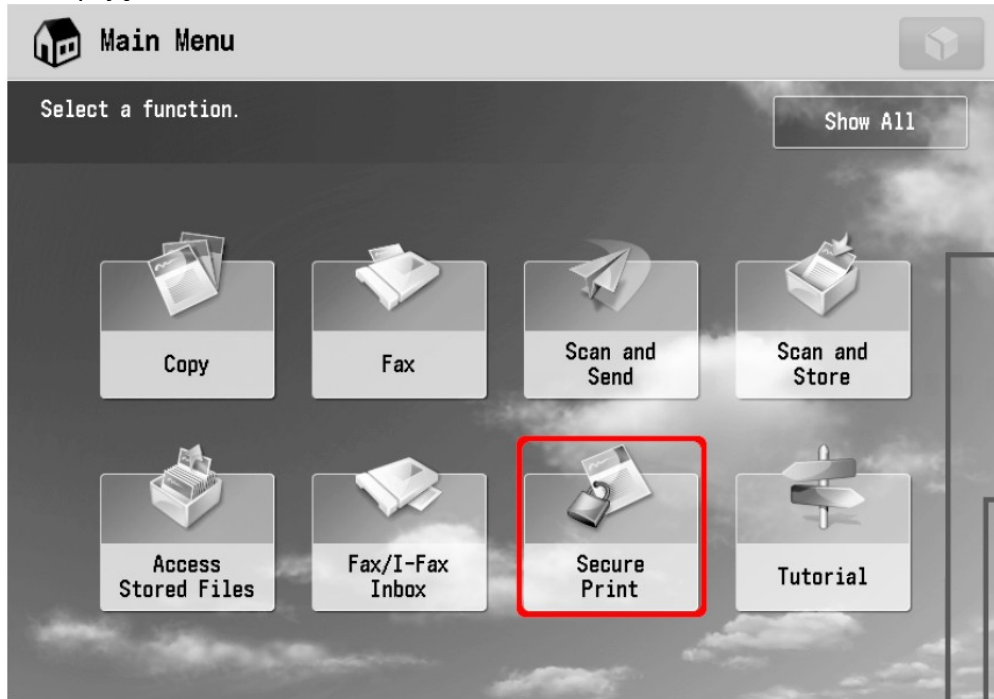 Main Menu
Select a function.
Show All
Copy
Fax
Scan and
Send
Scan and
Store
Access
Stored Files
Fax/I-Fax
Inbox
Secure
Print
Tutorial